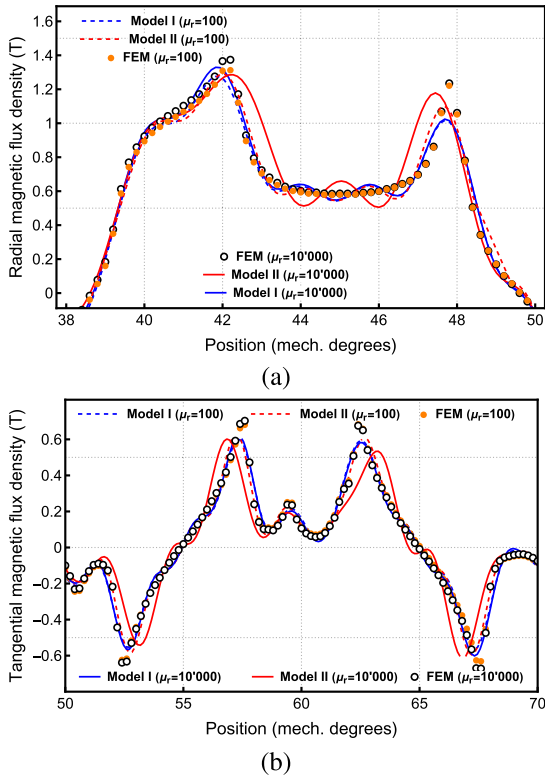 Radial magnetic flux density (T)
1.6
1.4
1.2
1
0.8
0.6
0.4
0.2
0
Model I (μr=100)
Model II (μr=100)
FEM (μr=100)
FEM (μr=10'000)
Model II (μr=10'000)
Model I (μr=10'000)
38 40 42 44 46 48 50
Position (mech. degrees)
(a)
Tangential magnetic flux density (T)
0.6
0.4
0.2
0
−0.2
−0.4
−0.6
Model I (μr=100) Model II (μr=100) FEM (μr=100)
Model I (μr=10'000) Model II (μr=10'000) FEM (μr=10'000)
50 55 60 65 70
Position (mech. degrees)
(b)